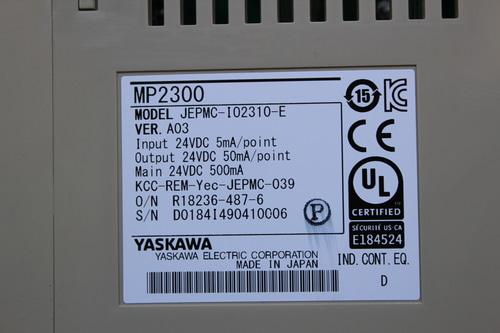 MP2300
MODEL JEPMC-IO2310-E
VER. A03
Input 24VDC 5mA/point
Output 24VDC 50mA/point
Main 24VDC 500mA
KCC-REM-Yec-JEPMC-039
O/N R18236-487-6
S/N D0184I490410006
P
YASKAWA
YASKAWA ELECTRIC CORPORATION
MADE IN JAPAN
15
KC
CE
UL
CERTIFIED
SÉCURITÉ US-CA
E184524
IND. CONT. EQ.
D